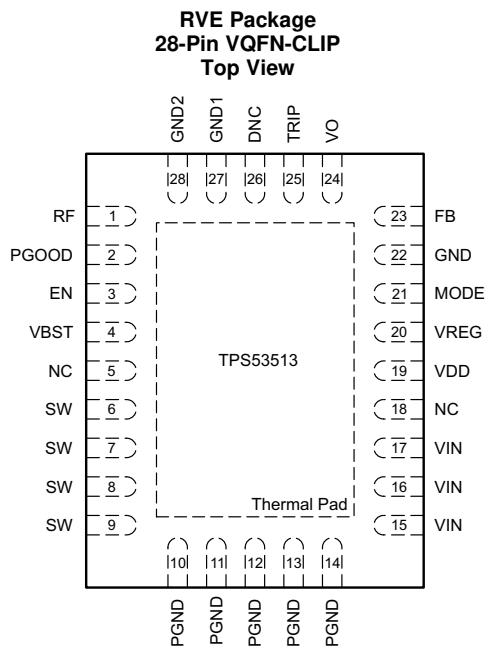 RVE Package
28-Pin VQFN-CLIP
Top View
GND2 GND1 DNC TRIP VO
28 27 26 25 24
RF 1 23 FB
PGOOD 2 22 GND
EN 3 21 MODE
VBST 4 20 VREG
NC 5 TPS53513 19 VDD
SW 6 18 NC
SW 7 17 VIN
SW 8 16 VIN
Thermal Pad
SW 9 15 VIN
10 11 12 13 14
PGND PGND PGND PGND PGND